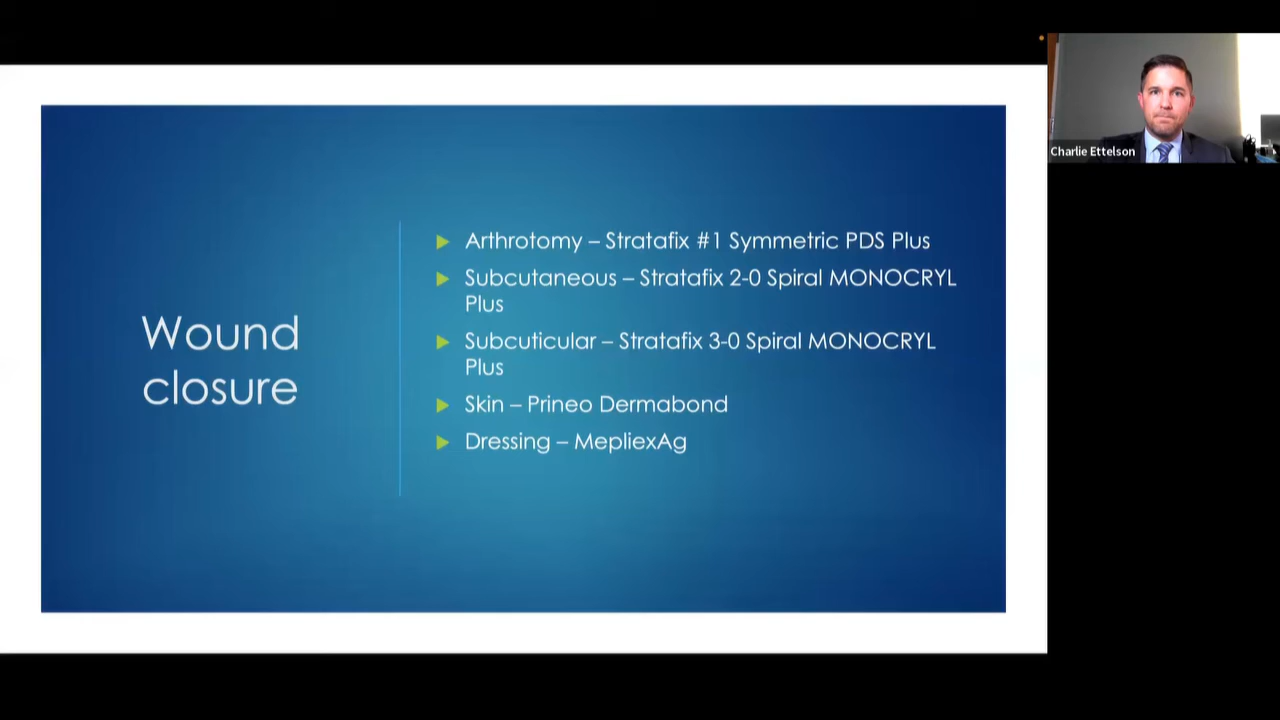 Wound
closure
Arthrotomy – Stratafix #1 Symmetric PDS Plus
Subcutaneous – Stratafix 2-0 Spiral MONOCRYL
Plus
Subcuticular – Stratafix 3-0 Spiral MONOCRYL
Plus
Skin – Prineo Dermabond
Dressing – MepliexAg
Charlie Ettelson